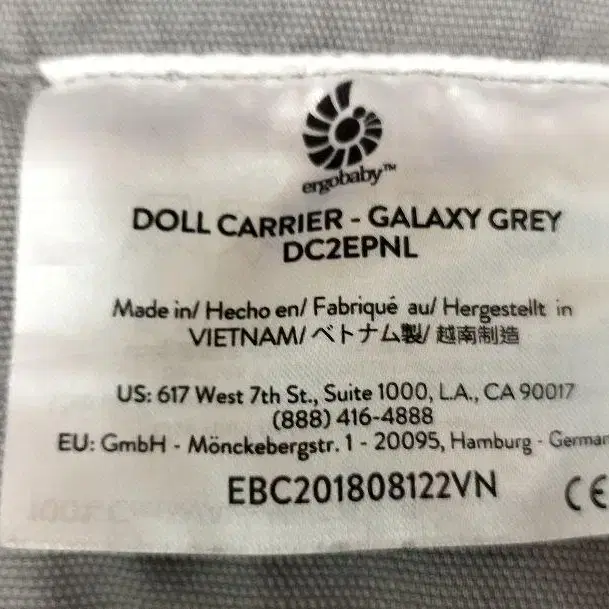 ergobaby™
DOLL CARRIER - GALAXY GREY
DC2EPNL
Made in/ Hecho en/ Fabriqué au/ Hergestellt in
VIETNAM/ ベトナム製/ 越南制造
US: 617 West 7th St., Suite 1000, L.A., CA 90017
(888) 416-4888
EU: GmbH - Mönckebergstr. 1 - 20095, Hamburg - German
EBC201808122VN
CE